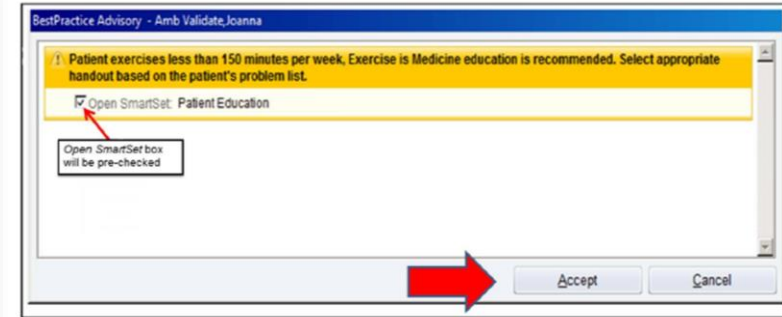 BestPractice Advisory - Amb Validate,Joanna
Patient exercises less than 150 minutes per week, Exercise is Medicine education is recommended. Select appropriate
handout based on the patient's problem list.
Open SmartSet: Patient Education
Open SmartSet box
will be pre-checked
Accept
Cancel